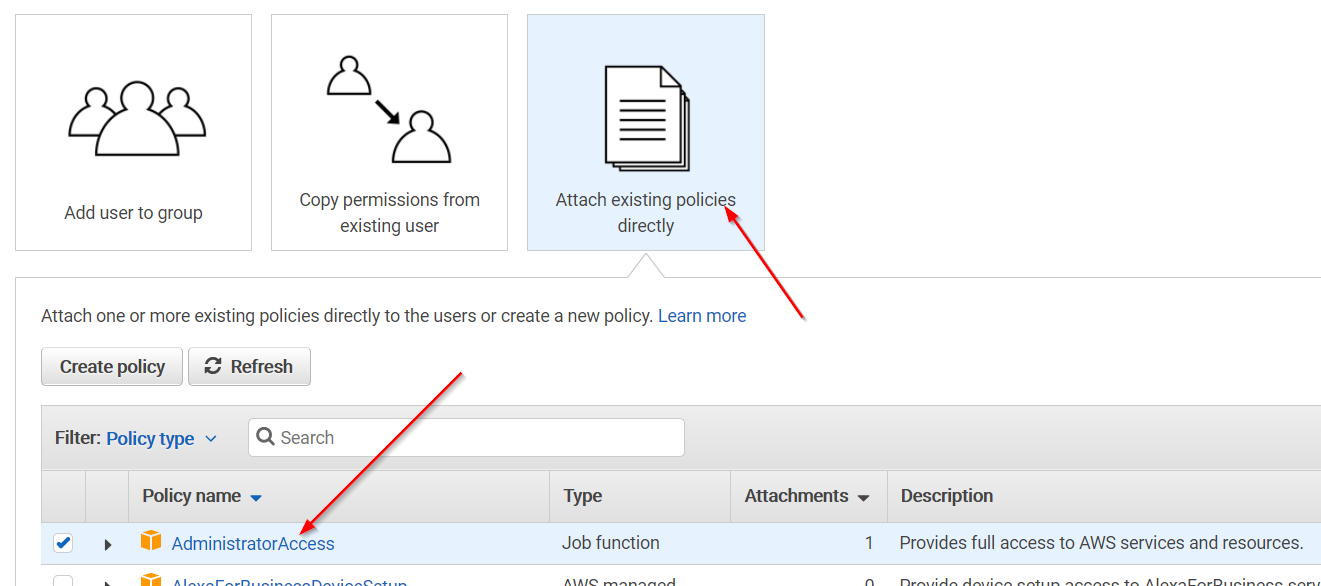 Add user to group
Copy permissions from
existing user
Attach existing policies
directly
Attach one or more existing policies directly to the users or create a new policy. Learn more
Create policy
Refresh
Filter: Policy type
Search
Policy name
Type
Attachments
Description
AdministratorAccess
Job function
1
Provides full access to AWS services and resources.
AlexaForBusinessDeviceSetup
AWS managed
0
Provide device setup access to AlexaForBusiness serv